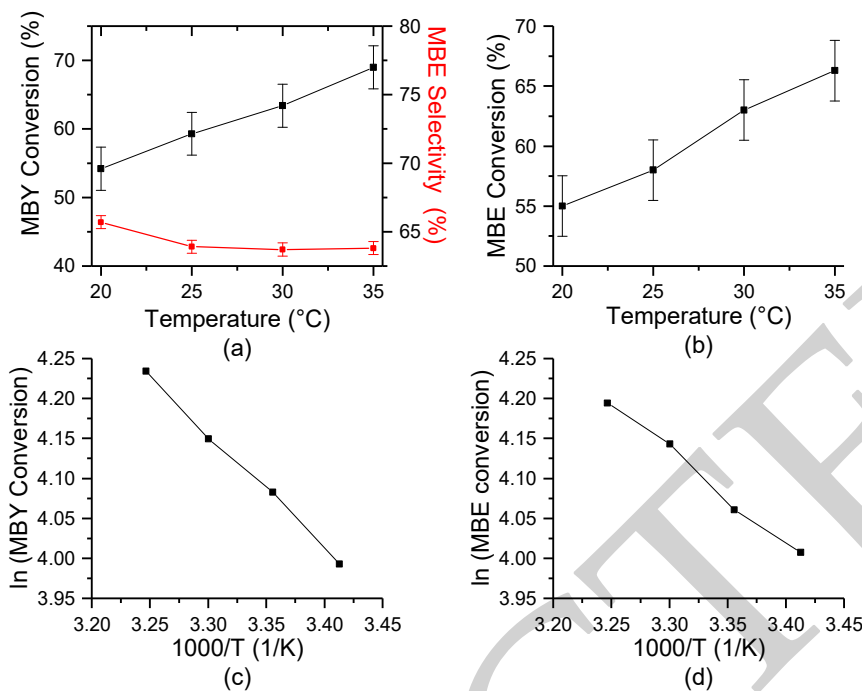 MBY Conversion (%)
70
60
50
40
80
75
70
65
MBE Selectivity (%)
20 25 30 35
Temperature (°C)
(a)
MBE Conversion (%)
70
65
60
55
50
20 25 30 35
Temperature (°C)
(b)
ln (MBY Conversion)
4.25
4.20
4.15
4.10
4.05
4.00
3.95
3.20 3.25 3.30 3.35 3.40 3.45
1000/T (1/K)
(c)
ln (MBE conversion)
4.25
4.20
4.15
4.10
4.05
4.00
3.95
3.20 3.25 3.30 3.35 3.40 3.45
1000/T (1/K)
(d)